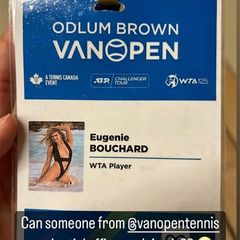 ODLUM BROWN
VANOPEN
A TENNIS CANADA
EVENT
ATP CHALLENGER
TOUR
WTA 125
Eugenie
BOUCHARD
WTA Player
Can someone from @vanopentennis